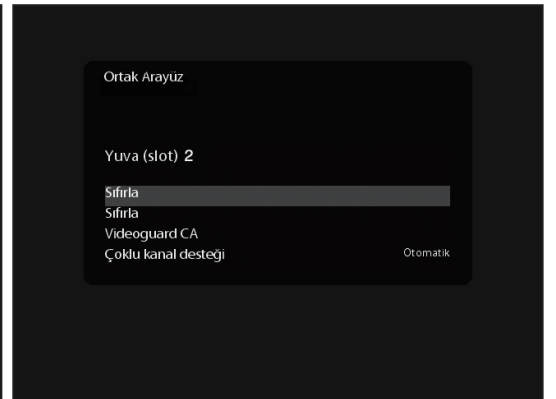 Ortak Arayüz
Yuva (slot) 2
Sıfırla
Sıfırla
Videoguard CA
Çoklu kanal desteği Otomatik